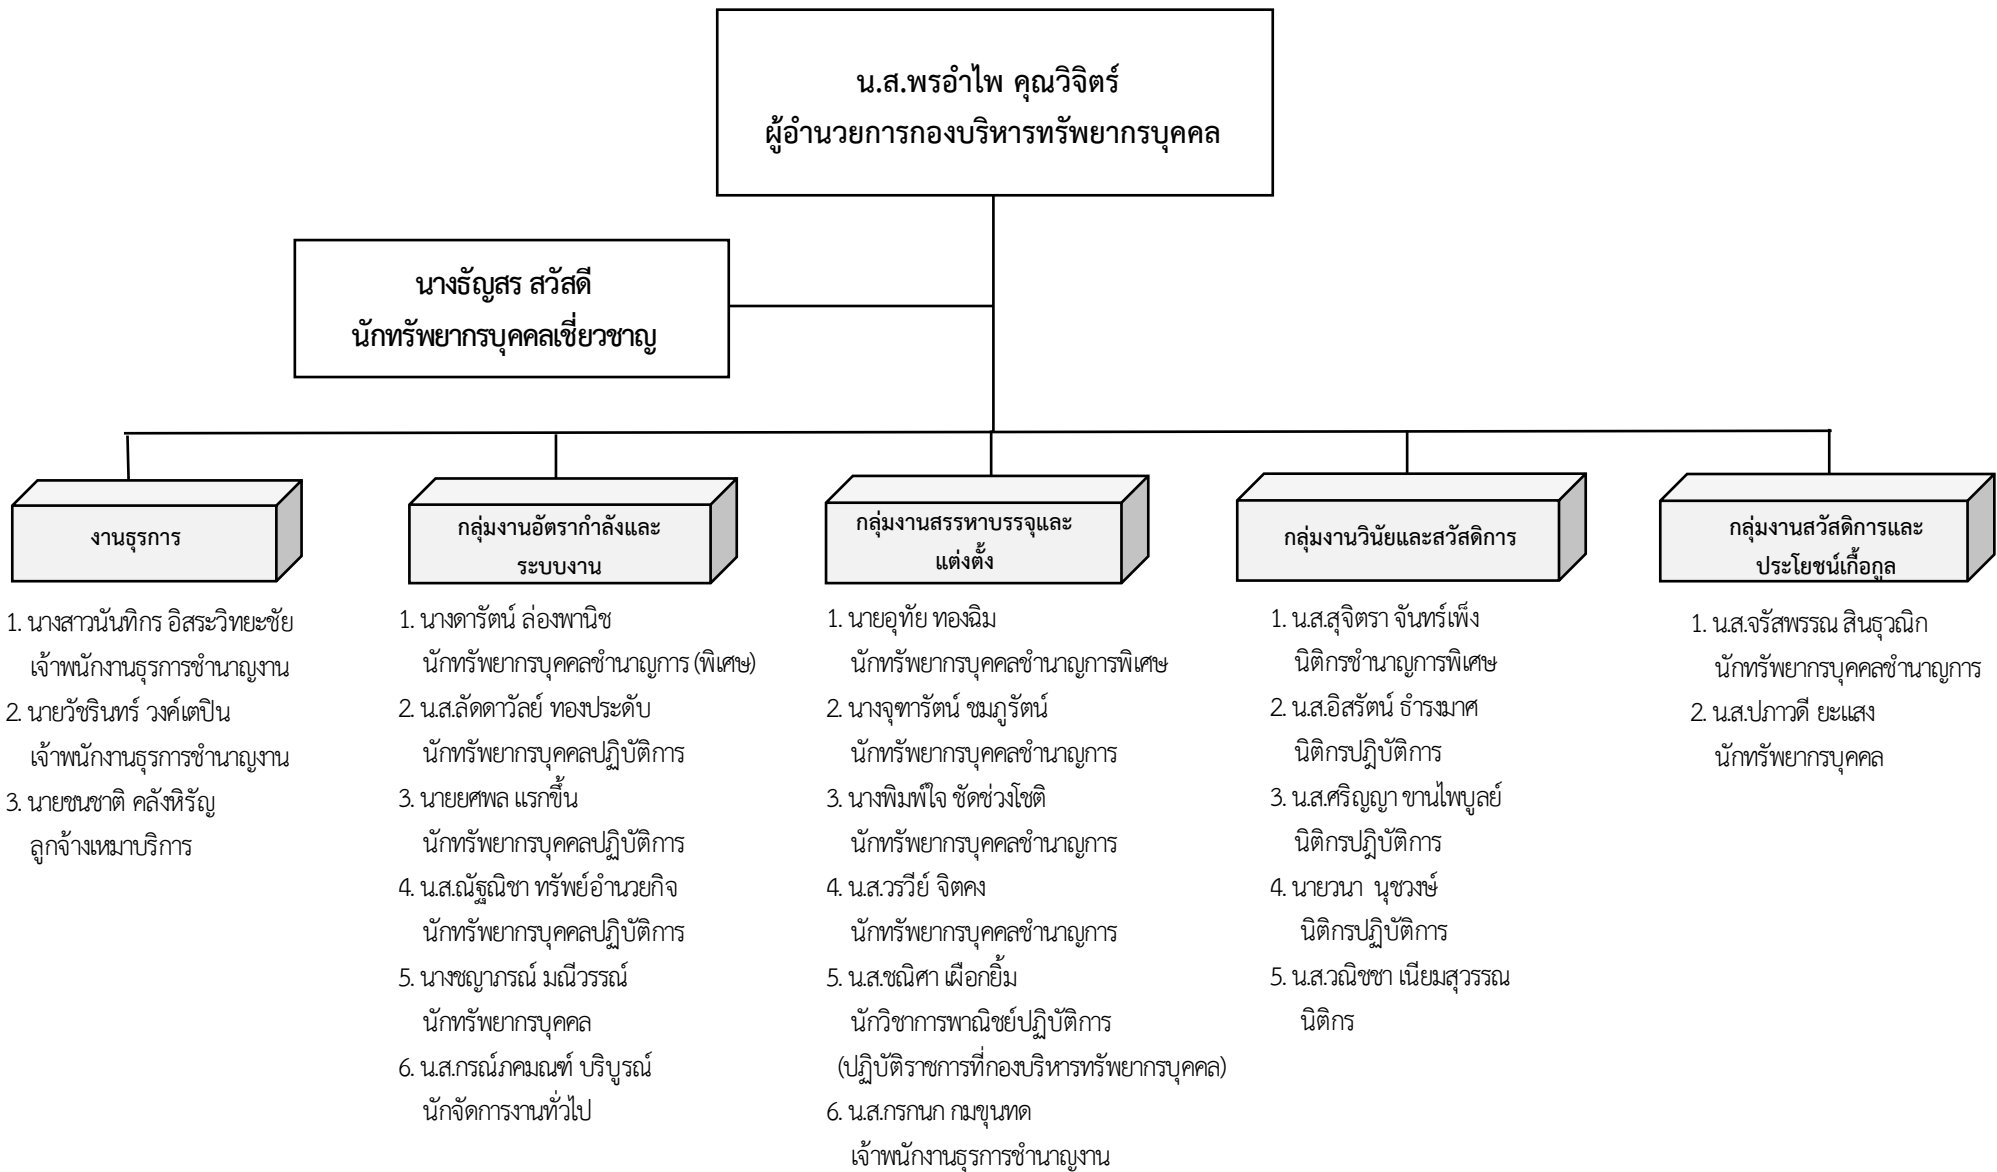 น.ส.พรอำไพ คุณวิจิตร์
ผู้อำนวยการกองบริหารทรัพยากรบุคคล
นางธัญสร สวัสดี
นักทรัพยากรบุคคลเชี่ยวชาญ
งานธุรการ
1. นางสาวนันทิกร อิสระวิทยะชัย
เจ้าพนักงานธุรการชำนาญงาน
2. นายวัชรินทร์ วงค์เตปิน
เจ้าพนักงานธุรการชำนาญงาน
3. นายชนชาติ คลังหิรัญ
ลูกจ้างเหมาบริการ
กลุ่มงานอัตรากำลังและ
ระบบงาน
1. นางดารัตน์ ล่องพานิช
นักทรัพยากรบุคคลชำนาญการ (พิเศษ)
2. น.ส.ลัดดาวัลย์ ทองประดับ
นักทรัพยากรบุคคลปฏิบัติการ
3. นายยศพล แรกขึ้น
นักทรัพยากรบุคคลปฏิบัติการ
4. น.ส.ณัฐณิชา ทรัพย์อำนวยกิจ
นักทรัพยากรบุคคลปฏิบัติการ
5. นางชญาภรณ์ มณีวรรณ์
นักทรัพยากรบุคคล
6. น.ส.กรณ์ภคมณฑ์ บริบูรณ์
นักจัดการงานทั่วไป
กลุ่มงานสรรหาบรรจุและ
แต่งตั้ง
1. นายอุทัย ทองฉิม
นักทรัพยากรบุคคลชำนาญการพิเศษ
2. นางจุฑารัตน์ ชมภูรัตน์
นักทรัพยากรบุคคลชำนาญการ
3. นางพิมพ์ใจ ชัดช่วงโชติ
นักทรัพยากรบุคคลชำนาญการ
4. น.ส.วรวีย์ จิตคง
นักทรัพยากรบุคคลชำนาญการ
5. น.ส.ชณิศา เผือกยิ้ม
นักวิชาการพาณิชย์ปฏิบัติการ
(ปฏิบัติราชการที่กองบริหารทรัพยากรบุคคล)
6. น.ส.กรกนก กมขุนทด
เจ้าพนักงานธุรการชำนาญงาน
กลุ่มงานวินัยและสวัสดิการ
1. น.ส.สุจิตรา จันทร์เพ็ง
นิติกรชำนาญการพิเศษ
2. น.ส.อิสรัตน์ ธำรงมาศ
นิติกรปฎิบัติการ
3. น.ส.ศริญญา ขานไพบูลย์
นิติกรปฎิบัติการ
4. นายวนา นุชวงษ์
นิติกรปฏิบัติการ
5. น.ส.วณิชชา เนียมสุวรรณ
นิติกร
กลุ่มงานสวัสดิการและ
ประโยชน์เกื้อกูล
1. น.ส.จรัสพรรณ สินธุวณิก
นักทรัพยากรบุคคลชำนาญการ
2. น.ส.ปภาวดี ยะแสง
นักทรัพยากรบุคคล